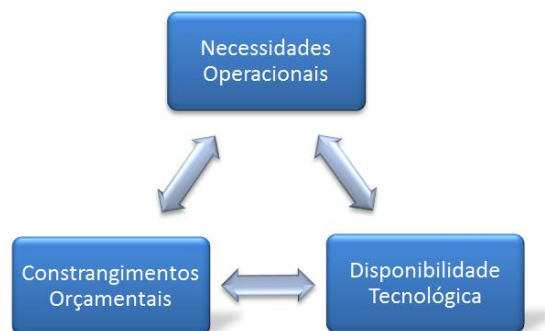 Necessidades
Operacionais
Constrangimentos
Orçamentais
Disponibilidade
Tecnológica